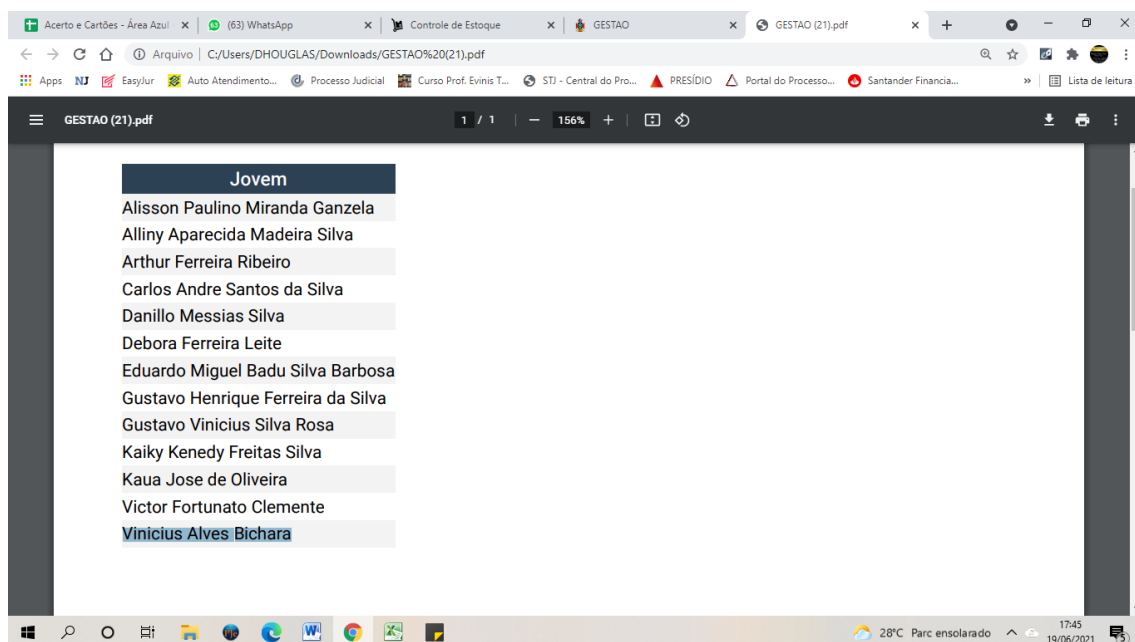 Acerto e Cartões - Área Azul
(63) WhatsApp
Controle de Estoque
GESTAO
GESTAO (21).pdf
Arquivo | C:/Users/DHOUGLAS/Downloads/GESTAO%20(21).pdf
Apps
NJ
EasyJur
Auto Atendimento...
Processo Judicial
Curso Prof. Evinis T...
STJ - Central do Pro...
PRESÍDIO
Portal do Processo...
Santander Financia...
»
Lista de leitura
GESTAO (21).pdf
1 / 1
156%
Jovem
Alisson Paulino Miranda Ganzela
Alliny Aparecida Madeira Silva
Arthur Ferreira Ribeiro
Carlos Andre Santos da Silva
Danillo Messias Silva
Debora Ferreira Leite
Eduardo Miguel Badu Silva Barbosa
Gustavo Henrique Ferreira da Silva
Gustavo Vinicius Silva Rosa
Kaiky Kenedy Freitas Silva
Kaua Jose de Oliveira
Victor Fortunato Clemente
Vinicius Alves Bichara
28°C Parc ensolarado
17:45
19/06/2021